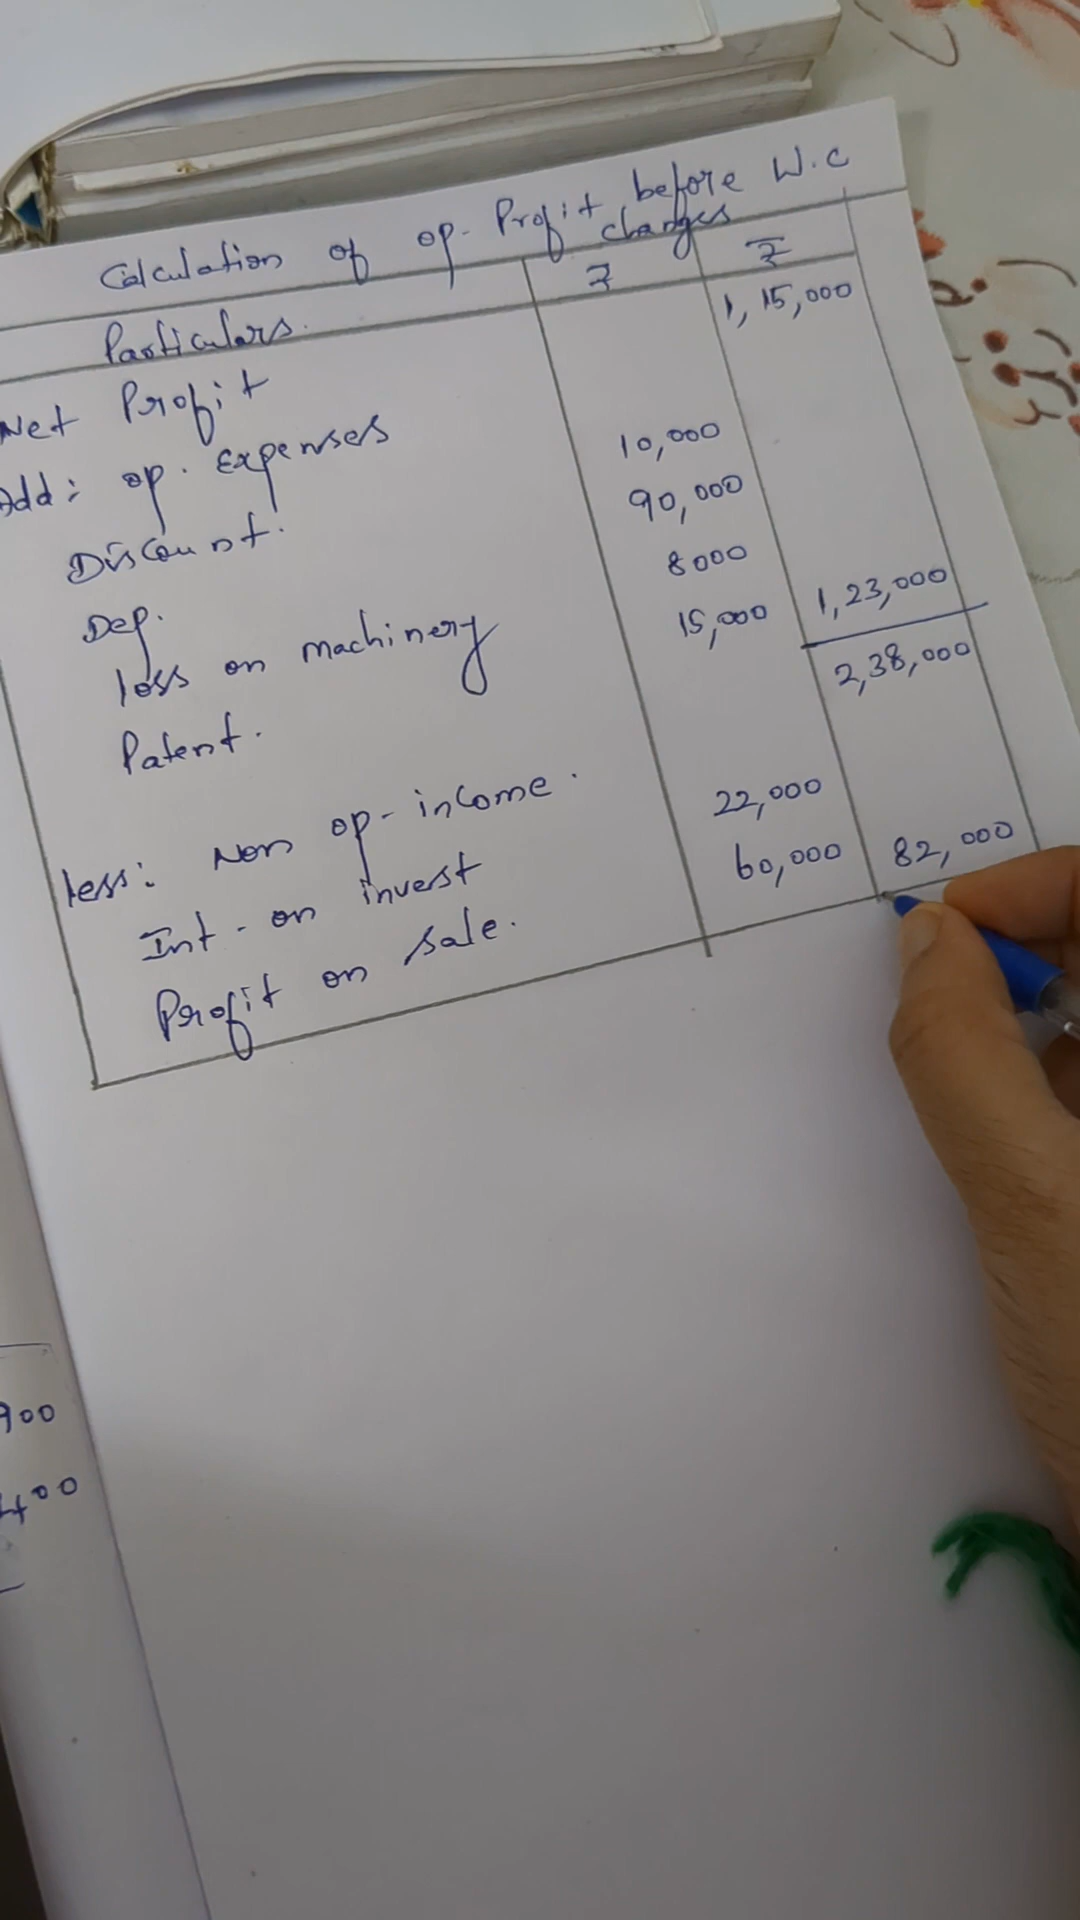 Calculation of op. Profit before W.C
changes
Particulars. ₹ ₹
Net Profit 1,15,000
Add: op. Expenses
Discount. 10,000
Dep. 90,000
loss on machinery 8000
Patent. 15,000 1,23,000
2,38,000
less: Non op-income.
Int - on invest 22,000
Profit on sale. 60,000 82,000
900
400